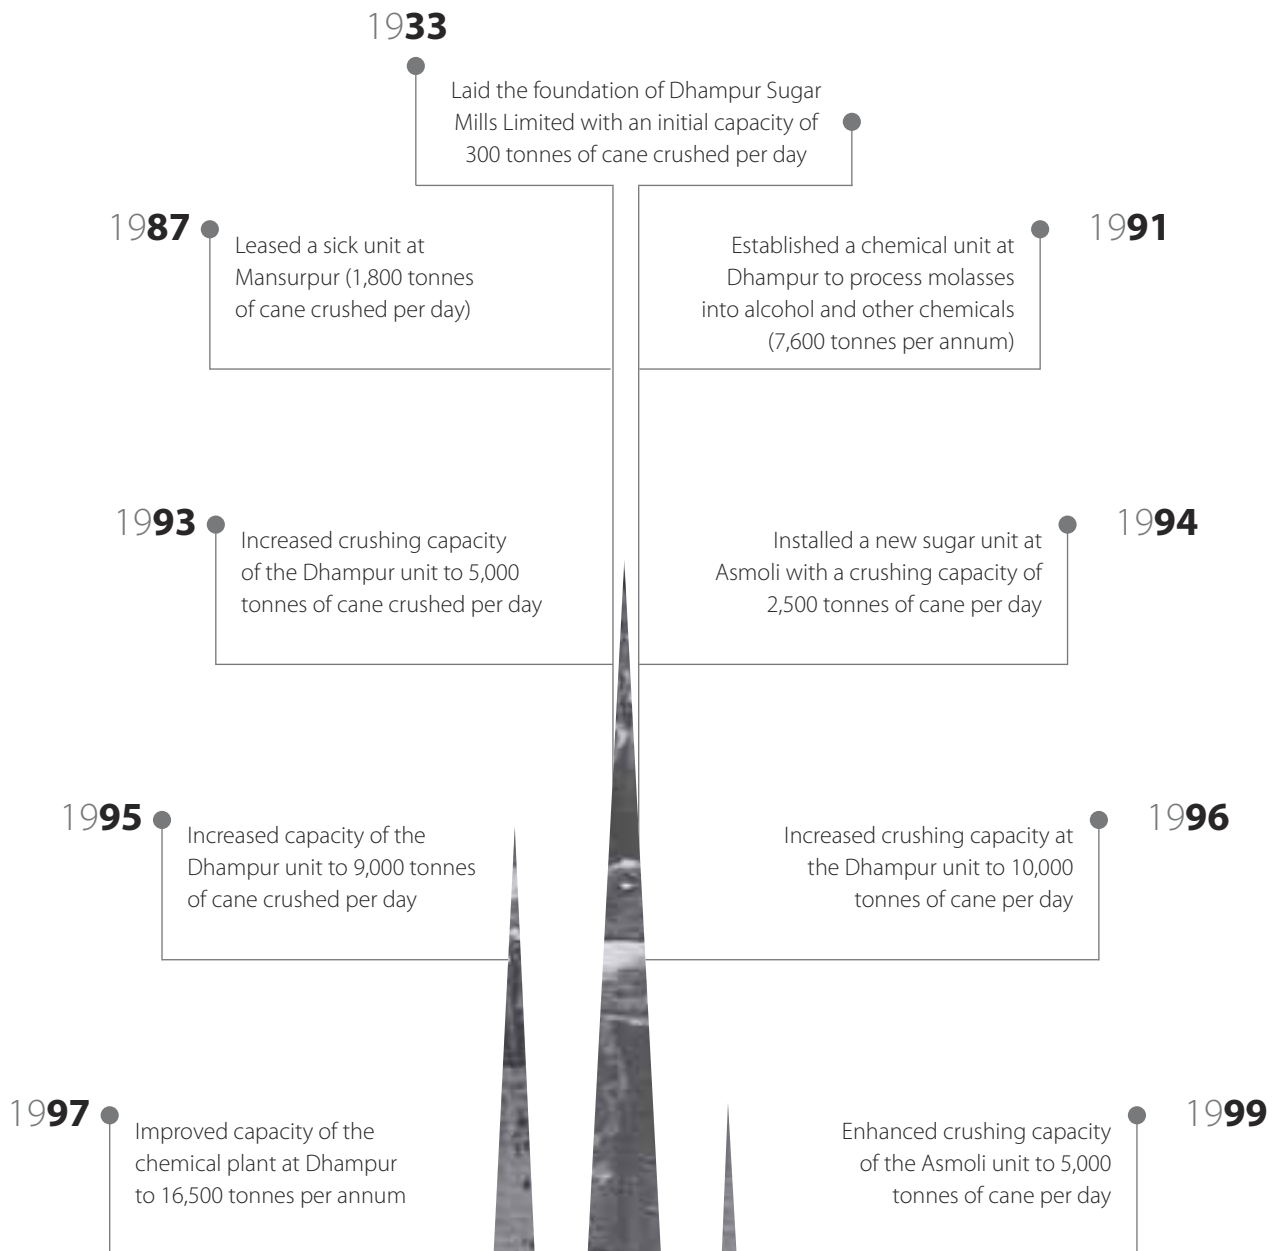 1933
Laid the foundation of Dhampur Sugar
Mills Limited with an initial capacity of
300 tonnes of cane crushed per day
1987
Leased a sick unit at
Mansurpur (1,800 tonnes
of cane crushed per day)
1991
Established a chemical unit at
Dhampur to process molasses
into alcohol and other chemicals
(7,600 tonnes per annum)
1993
Increased crushing capacity
of the Dhampur unit to 5,000
tonnes of cane crushed per day
1994
Installed a new sugar unit at
Asmoli with a crushing capacity of
2,500 tonnes of cane per day
1995
Increased capacity of the
Dhampur unit to 9,000 tonnes
of cane crushed per day
1996
Increased crushing capacity at
the Dhampur unit to 10,000
tonnes of cane per day
1997
Improved capacity of the
chemical plant at Dhampur
to 16,500 tonnes per annum
1999
Enhanced crushing capacity
of the Asmoli unit to 5,000
tonnes of cane per day